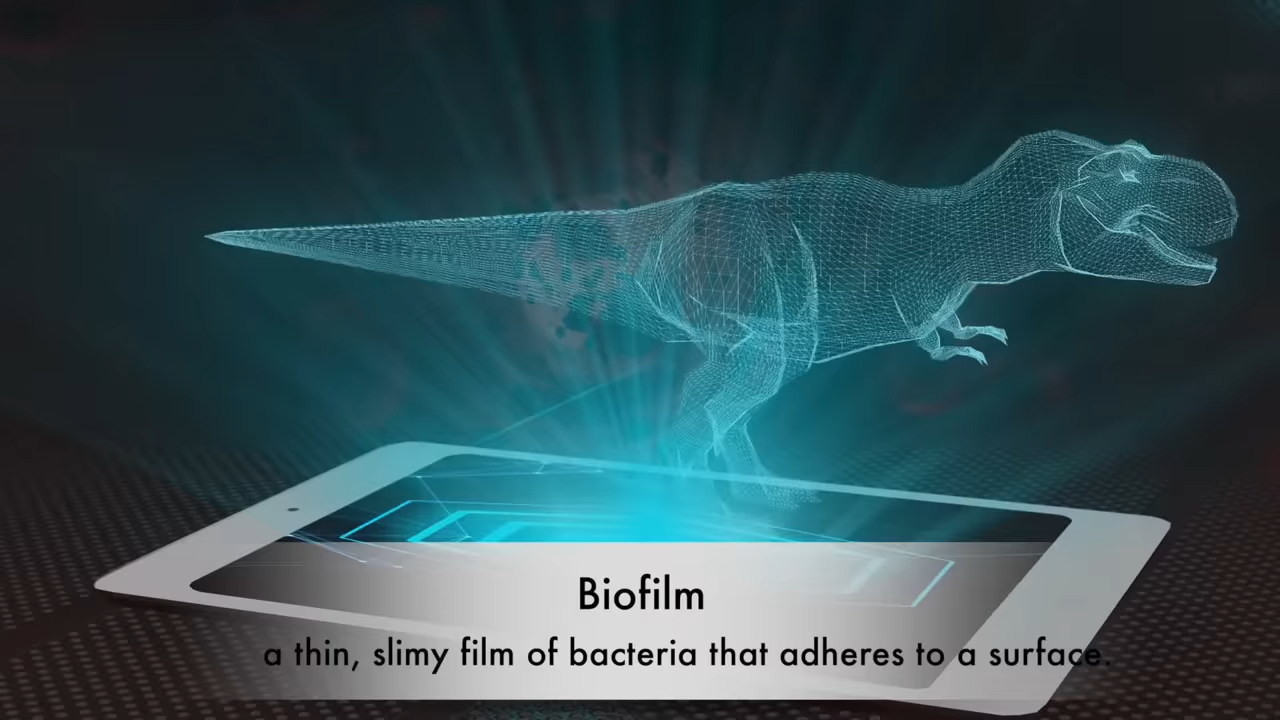 Biofilm
a thin, slimy film of bacteria that adheres to a surface.